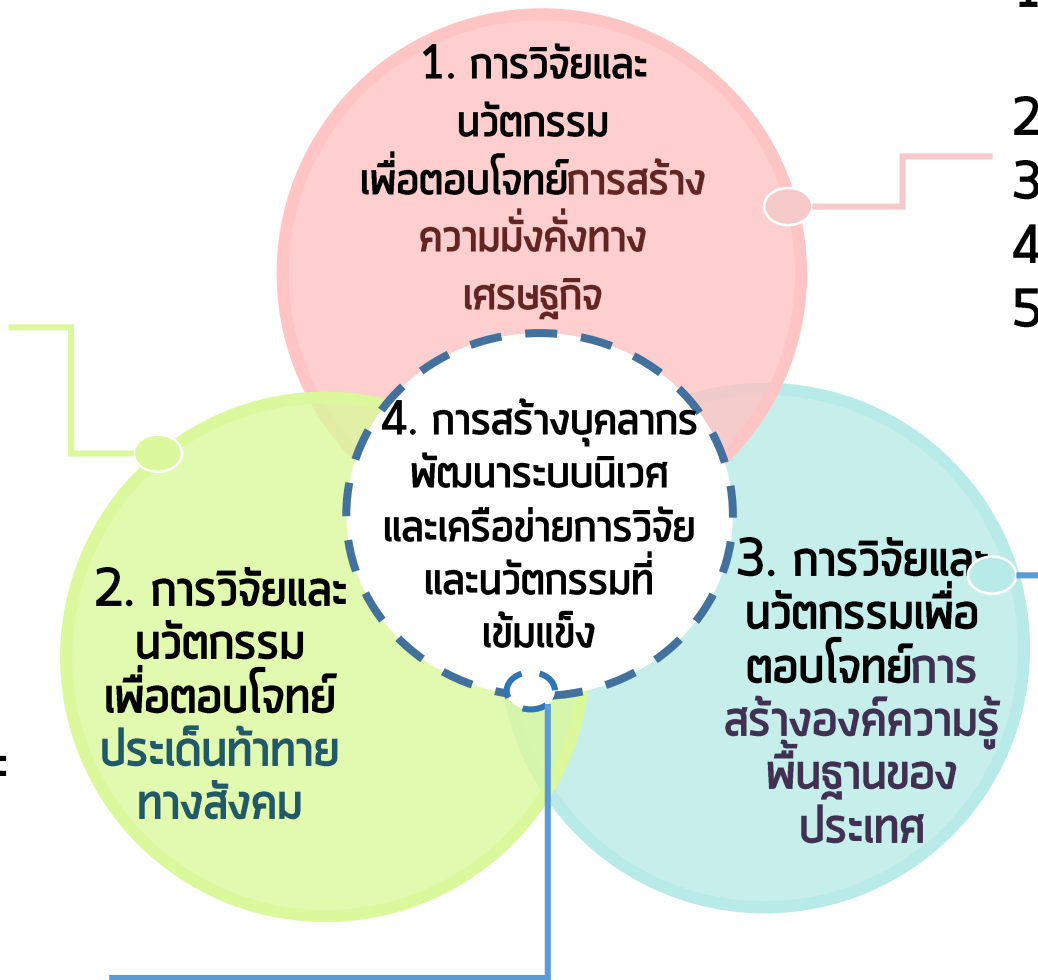 1. การวิจัยและ
นวัตกรรม
เพื่อตอบโจทย์การสร้าง
ความมั่งคั่งทาง
เศรษฐกิจ
2
3
4
5
4. การสร้างบุคลากร
พัฒนาระบบนิเวศ
และเครือข่ายการวิจัย
และนวัตกรรมที่
เข้มแข็ง
2. การวิจัยและ
นวัตกรรม
เพื่อตอบโจทย์
ประเด็นท้าทาย
ทางสังคม
3. การวิจัยและ
นวัตกรรมเพื่อ
ตอบโจทย์การ
สร้างองค์ความรู้
พื้นฐานของ
ประเทศ